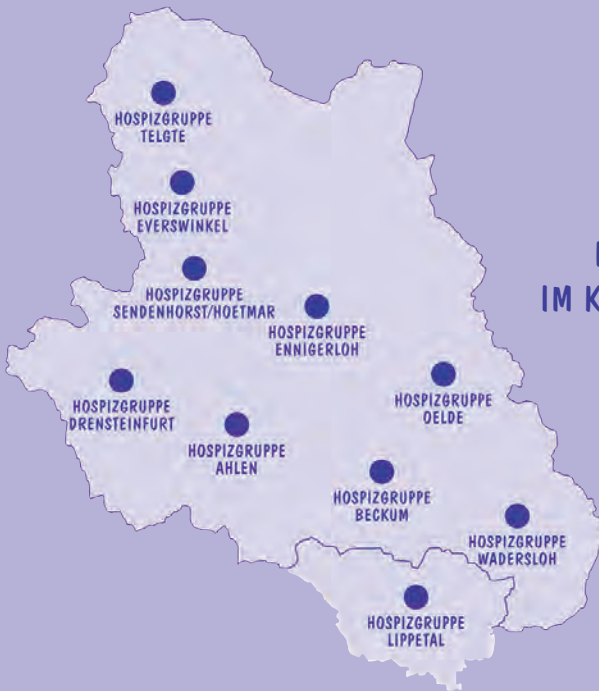 HOSPIZGRUPPE
TELGTE
HOSPIZGRUPPE
EVERSWINKEL
HOSPIZGRUPPE
SENDENHORST/HOETMAR
HOSPIZGRUPPE
ENNIGERLOH
IM K
HOSPIZGRUPPE
DRENSTEINFURT
HOSPIZGRUPPE
OELDE
HOSPIZGRUPPE
AHLEN
HOSPIZGRUPPE
BECKUM
HOSPIZGRUPPE
WADERSLOH
HOSPIZGRUPPE
LIPPETAL